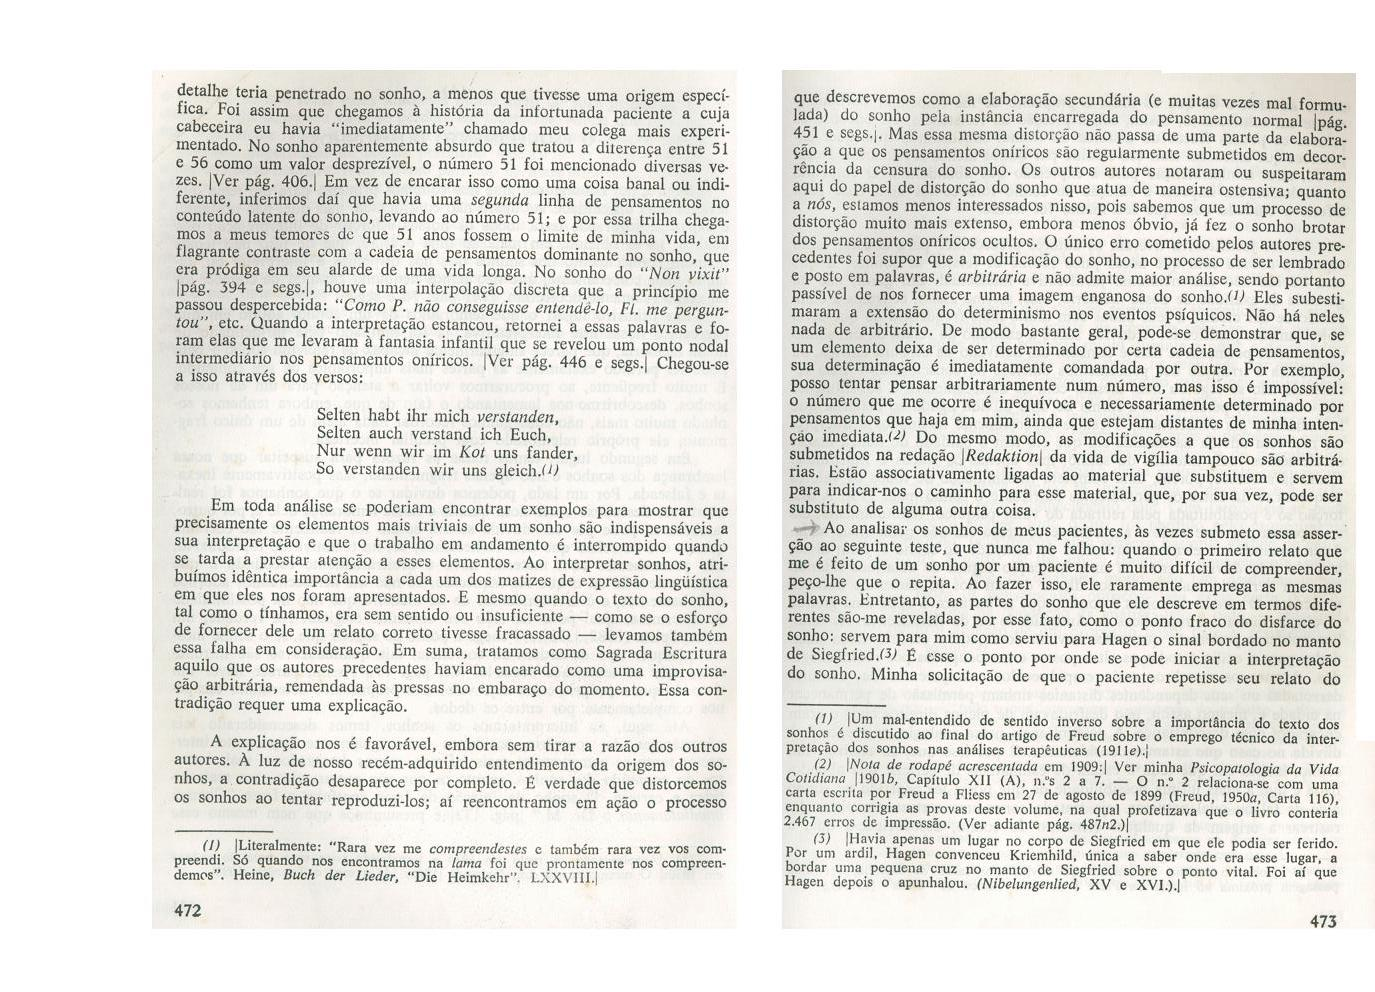 detalhe teria penetrado no sonho, a menos que tivesse uma origem especí-
fica. Foi assim que chegamos à história da infortunada paciente a cuja
cabeceira eu havia “imediatamente” chamado meu colega mais experi-
mentado. No sonho aparentemente absurdo que tratou a diterença entre 51
e 56 como um valor desprezível, o número 51 foi mencionado diversas ve-
zes. |Ver pág. 406.| Em vez de encarar isso como uma coisa banal ou indi-
ferente, inferimos daí que havia uma segunda linha de pensamentos no
conteúdo latente do sonho, levando ao número 51; e por essa trilha chega-
mos a meus temores de que 51 anos fossem o limite de minha vida, em
flagrante contraste com a cadeia de pensamentos dominante no sonho, que
era pródiga em seu alarde de uma vida longa. No sonho do “Non vixit”
|pág. 394 e segs.|, houve uma interpolação discreta que a princípio me
passou despercebida: “Como P. não conseguisse entendê-lo, Fl. me pergun-
tou”, etc. Quando a interpretação estancou, retornei a essas palavras e fo-
ram elas que me levaram à fantasia infantil que se revelou um ponto nodal
intermediário nos pensamentos oníricos. |Ver pág. 446 e segs.| Chegou-se
a isso através dos versos:
Selten habt ihr mich verstanden,
Selten auch verstand ich Euch,
Nur wenn wir im Kot uns fander,
So verstanden wir uns gleich.(1)
Em toda análise se poderiam encontrar exemplos para mostrar que
precisamente os elementos mais triviais de um sonho são indispensáveis a
sua interpretação e que o trabalho em andamento é interrompido quando
se tarda a prestar atenção a esses elementos. Ao interpretar sonhos, atri-
buímos idêntica importância a cada um dos matizes de expressão lingüística
em que eles nos foram apresentados. E mesmo quando o texto do sonho,
tal como o tínhamos, era sem sentido ou insuficiente — como se o esforço
de fornecer dele um relato correto tivesse fracassado — levamos também
essa falha em consideração. Em suma, tratamos como Sagrada Escritura
aquilo que os autores precedentes haviam encarado como uma improvisa-
ção arbitrária, remendada às pressas no embaraço do momento. Essa con-
tradição requer uma explicação.
A explicação nos é favorável, embora sem tirar a razão dos outros
autores. À luz de nosso recém-adquirido entendimento da origem dos so-
nhos, a contradição desaparece por completo. É verdade que distorcemos
os sonhos ao tentar reproduzi-los; aí reencontramos em ação o processo
(1) |Literalmente: “Rara vez me compreendestes e também rara vez vos com-
preendi. Só quando nos encontramos na lama foi que prontamente nos compreen-
demos”. Heine, Buch der Lieder, “Die Heimkehr”. LXXVIII.|
472
que descrevemos como a elaboração secundária (e muitas vezes mal formu-
lada) do sonho pela instância encarregada do pensamento normal |pág.
451 e segs.|. Mas essa mesma distorção não passa de uma parte da elabora-
ção a que os pensamentos oníricos são regularmente submetidos em decor-
rência da censura do sonho. Os outros autores notaram ou suspeitaram
aqui do papel de distorção do sonho que atua de maneira ostensiva; quanto
a nós, estamos menos interessados nisso, pois sabemos que um processo de
distorção muito mais extenso, embora menos óbvio, já fez o sonho brotar
dos pensamentos oníricos ocultos. O único erro cometido pelos autores pre-
cedentes foi supor que a modificação do sonho, no processo de ser lembrado
e posto em palavras, é arbitrária e não admite maior análise, sendo portanto
passível de nos fornecer uma imagem enganosa do sonho.(1) Eles subesti-
maram a extensão do determinismo nos eventos psíquicos. Não há neles
nada de arbitrário. De modo bastante geral, pode-se demonstrar que, se
um elemento deixa de ser determinado por certa cadeia de pensamentos,
sua determinação é imediatamente comandada por outra. Por exemplo,
posso tentar pensar arbitrariamente num número, mas isso é impossível:
o número que me ocorre é inequívoca e necessariamente determinado por
pensamentos que haja em mim, ainda que estejam distantes de minha inten-
ção imediata.(2) Do mesmo modo, as modificações a que os sonhos são
submetidos na redação |Redaktion| da vida de vigília tampouco são arbitrá-
rias. Estão associativamente ligadas ao material que substituem e servem
para indicar-nos o caminho para esse material, que, por sua vez, pode ser
substituto de alguma outra coisa.
Ao analisar os sonhos de meus pacientes, às vezes submeto essa asser-
ção ao seguinte teste, que nunca me falhou: quando o primeiro relato que
me é feito de um sonho por um paciente é muito difícil de compreender,
peço-lhe que o repita. Ao fazer isso, ele raramente emprega as mesmas
palavras. Entretanto, as partes do sonho que ele descreve em termos dife-
rentes são-me reveladas, por esse fato, como o ponto fraco do disfarce do
sonho: servem para mim como serviu para Hagen o sinal bordado no manto
de Siegfried.(3) É esse o ponto por onde se pode iniciar a interpretação
do sonho. Minha solicitação de que o paciente repetisse seu relato do
(1) |Um mal-entendido de sentido inverso sobre a importância do texto dos
sonhos é discutido ao final do artigo de Freud sobre o emprego técnico da inter-
pretação dos sonhos nas análises terapêuticas (1911e).|
(2) |Nota de rodapé acrescentada em 1909:| Ver minha Psicopatologia da Vida
Cotidiana |1901b, Capítulo XII (A), n.ºs 2 a 7. — O n.º 2 relaciona-se com uma
carta escrita por Freud a Fliess em 27 de agosto de 1899 (Freud, 1950a, Carta 116),
enquanto corrigia as provas deste volume, na qual profetizava que o livro conteria
2.467 erros de impressão. (Ver adiante pág. 487n2.)|
(3) |Havia apenas um lugar no corpo de Siegfried em que ele podia ser ferido.
Por um ardil, Hagen convenceu Kriemhild, única a saber onde era esse lugar, a
bordar uma pequena cruz no manto de Siegfried sobre o ponto vital. Foi aí que
Hagen depois o apunhalou. (Nibelungenlied, XV e XVI.).|
473